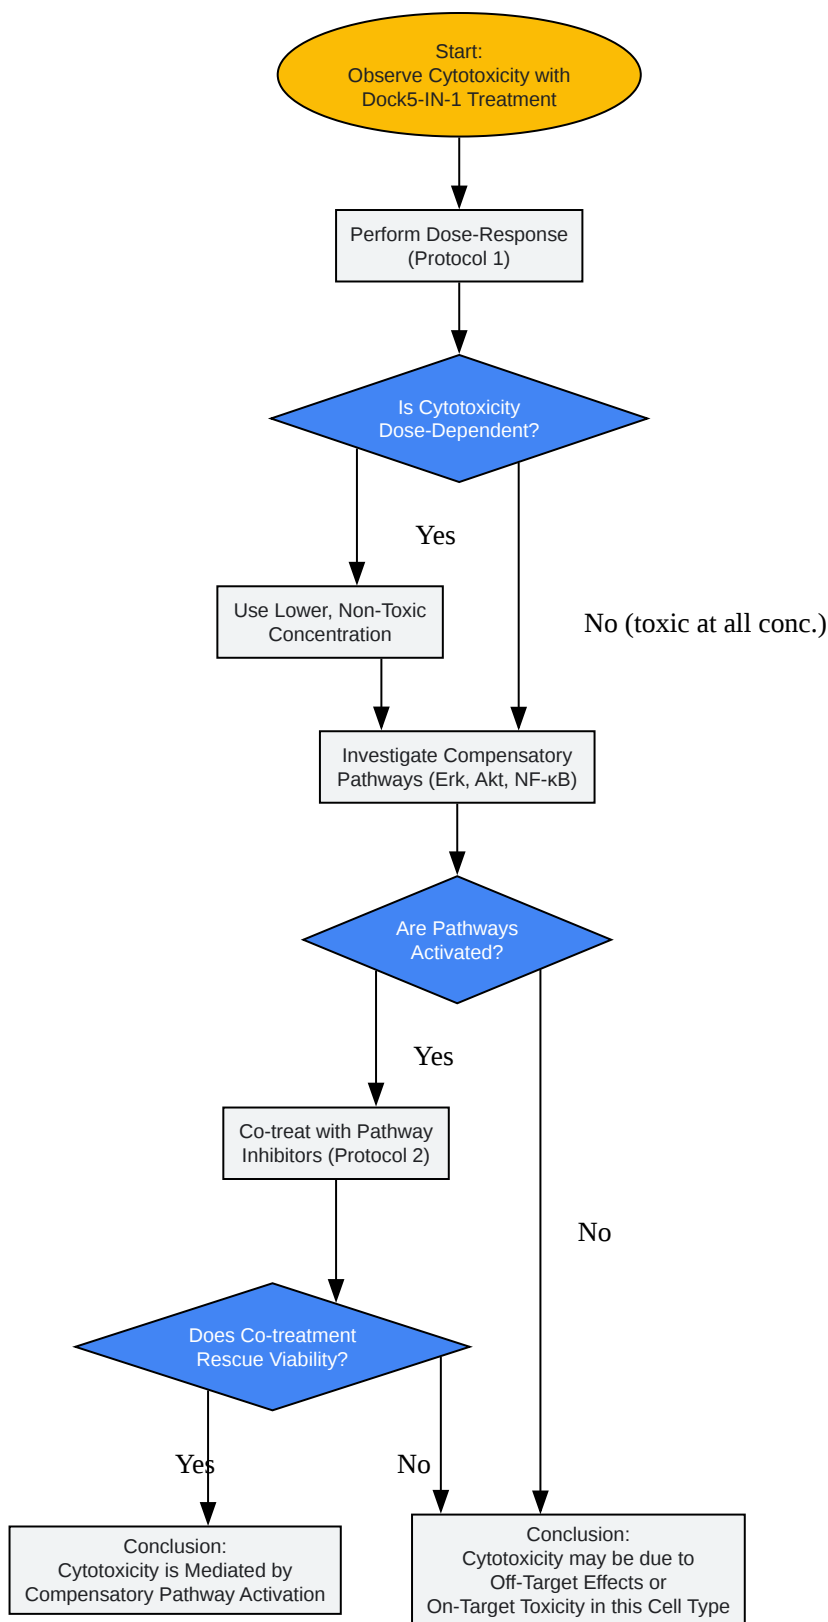 Start:
Observe Cytotoxicity with
Dock5-IN-1 Treatment
Perform Dose-Response
(Protocol 1)
Is Cytotoxicity
Dose-Dependent?
Yes
Use Lower, Non-Toxic
Concentration
No (toxic at all conc.)
Investigate Compensatory
Pathways (Erk, Akt, NF-κB)
Are Pathways
Activated?
Yes
Co-treat with Pathway
Inhibitors (Protocol 2)
No
Does Co-treatment
Rescue Viability?
Yes
No
Conclusion:
Cytotoxicity is Mediated by
Compensatory Pathway Activation
Conclusion:
Cytotoxicity may be due to
Off-Target Effects or
On-Target Toxicity in this Cell Type